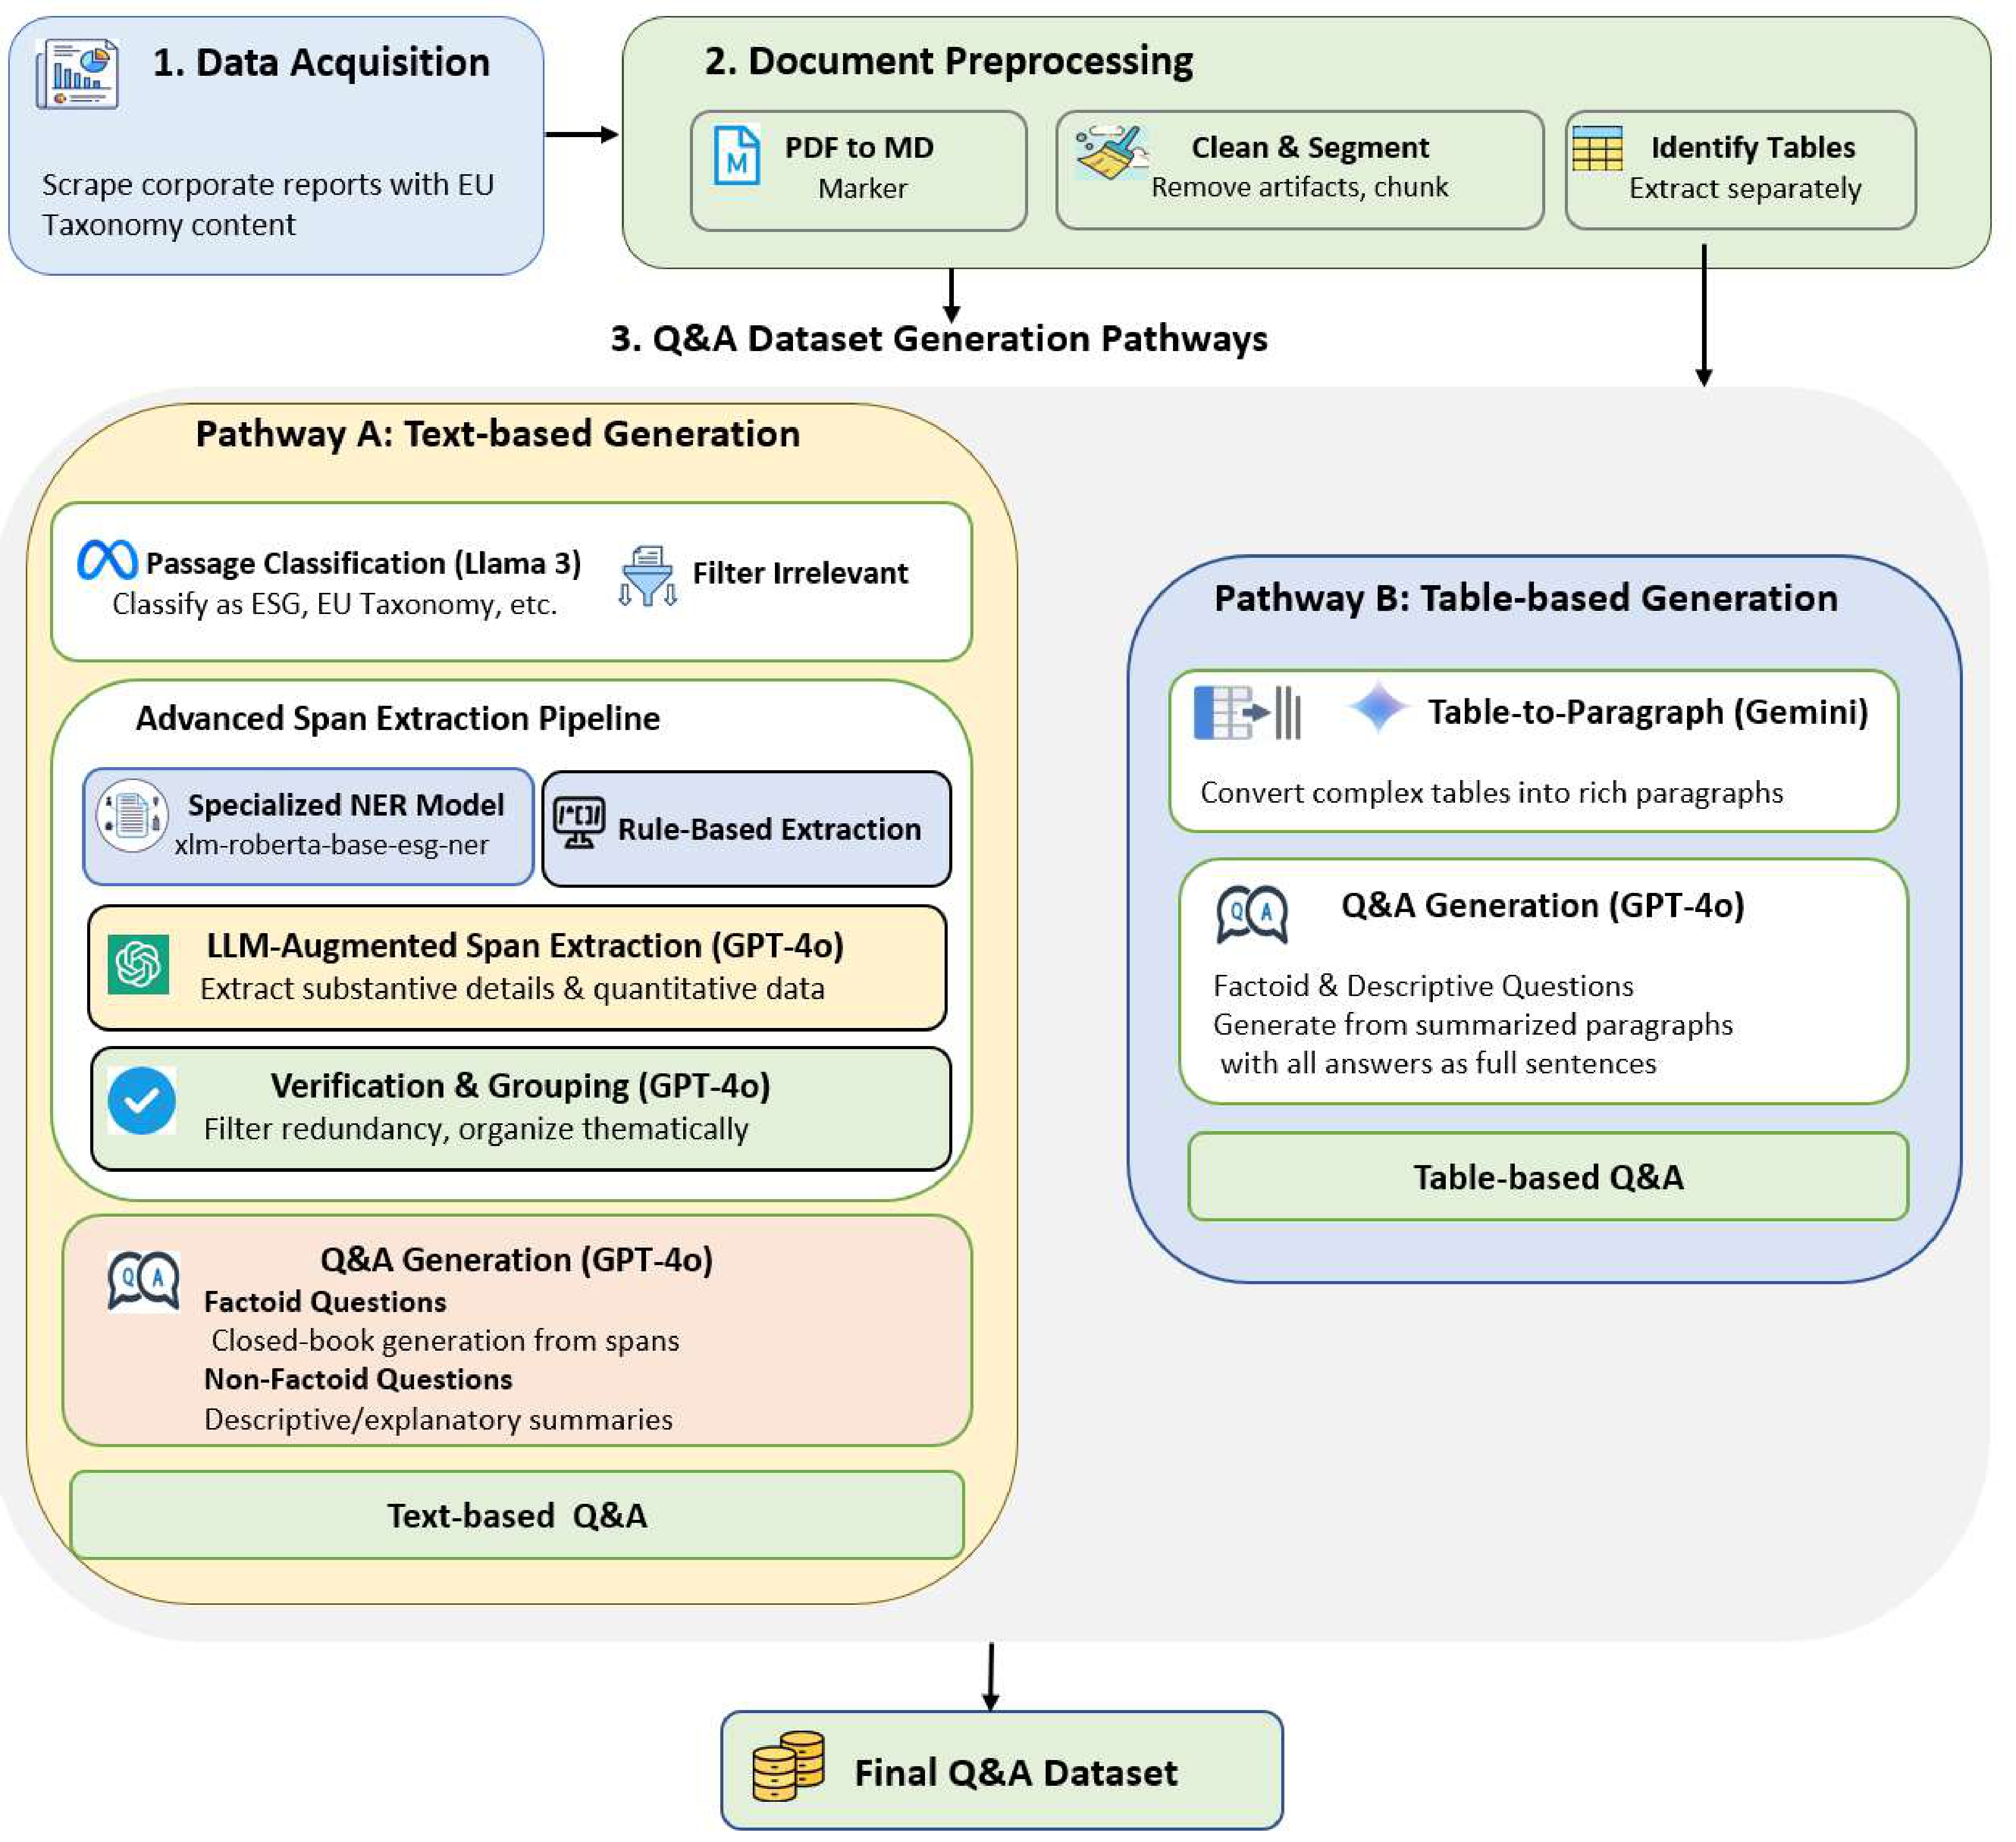 1. Data Acquisition
Scrape corporate reports with EU
Taxonomy content
2. Document Preprocessing
M
PDF to MD
Marker
Clean & Segment
Remove artifacts, chunk
Identify Tables
Extract separately
3. Q&A Dataset Generation Pathways
Pathway A: Text-based Generation
Passage Classification (Llama 3)
Classify as ESG, EU Taxonomy, etc.
Filter Irrelevant
Advanced Span Extraction Pipeline
Specialized NER Model
xlm-roberta-base-esg-ner
/*[]/
Rule-Based Extraction
LLM-Augmented Span Extraction (GPT-4o)
Extract substantive details & quantitative data
Verification & Grouping (GPT-4o)
Filter redundancy, organize thematically
Q A
Q&A Generation (GPT-4o)
Factoid Questions
Closed-book generation from spans
Non-Factoid Questions
Descriptive/explanatory summaries
Text-based Q&A
Pathway B: Table-based Generation
Table-to-Paragraph (Gemini)
Convert complex tables into rich paragraphs
Q A
Q&A Generation (GPT-4o)
Factoid & Descriptive Questions
Generate from summarized paragraphs
with all answers as full sentences
Table-based Q&A
Final Q&A Dataset